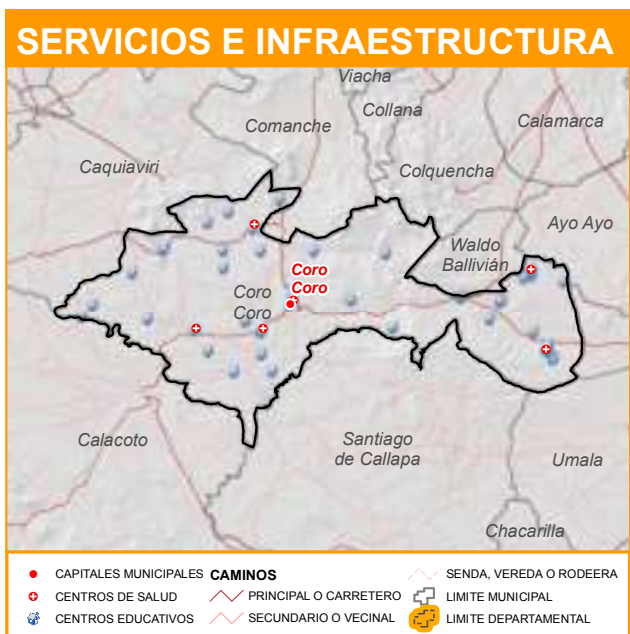 SERVICIOS E INFRAESTRUCTURA
Viacha
Collana
Comanche
Calamarca
Caquiaviri
Colquencha
Ayo Ayo
Waldo
Ballivián
Coro
Coro
Coro
Coro
Calacoto
Santiago
de Callapa
Umala
Chacarilla
CAPITALES MUNICIPALES
CENTROS DE SALUD
CENTROS EDUCATIVOS
CAMINOS
PRINCIPAL O CARRETERO
SECUNDARIO O VECINAL
SENDA, VEREDA O RODEERA
LIMITE MUNICIPAL
LIMITE DEPARTAMENTAL